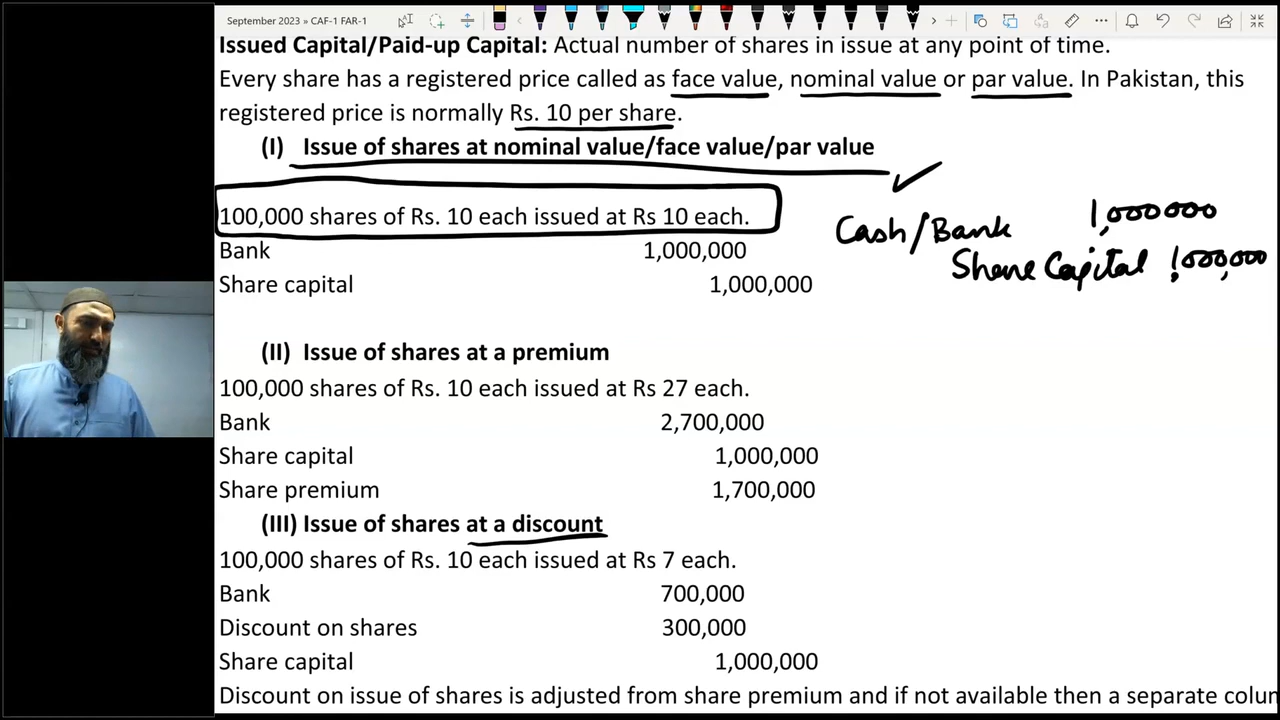 September 2023 » CAF-1 FAR-1
Issued Capital/Paid-up Capital: Actual number of shares in issue at any point of time.
Every share has a registered price called as face value, nominal value or par value. In Pakistan, this
registered price is normally Rs. 10 per share.
(I) Issue of shares at nominal value/face value/par value
100,000 shares of Rs. 10 each issued at Rs 10 each.
Bank 1,000,000
Share capital 1,000,000
Cash/Bank 1,000000
Share Capital 1,000,000
(II) Issue of shares at a premium
100,000 shares of Rs. 10 each issued at Rs 27 each.
Bank 2,700,000
Share capital 1,000,000
Share premium 1,700,000
(III) Issue of shares at a discount
100,000 shares of Rs. 10 each issued at Rs 7 each.
Bank 700,000
Discount on shares 300,000
Share capital 1,000,000
Discount on issue of shares is adjusted from share premium and if not available then a separate colun